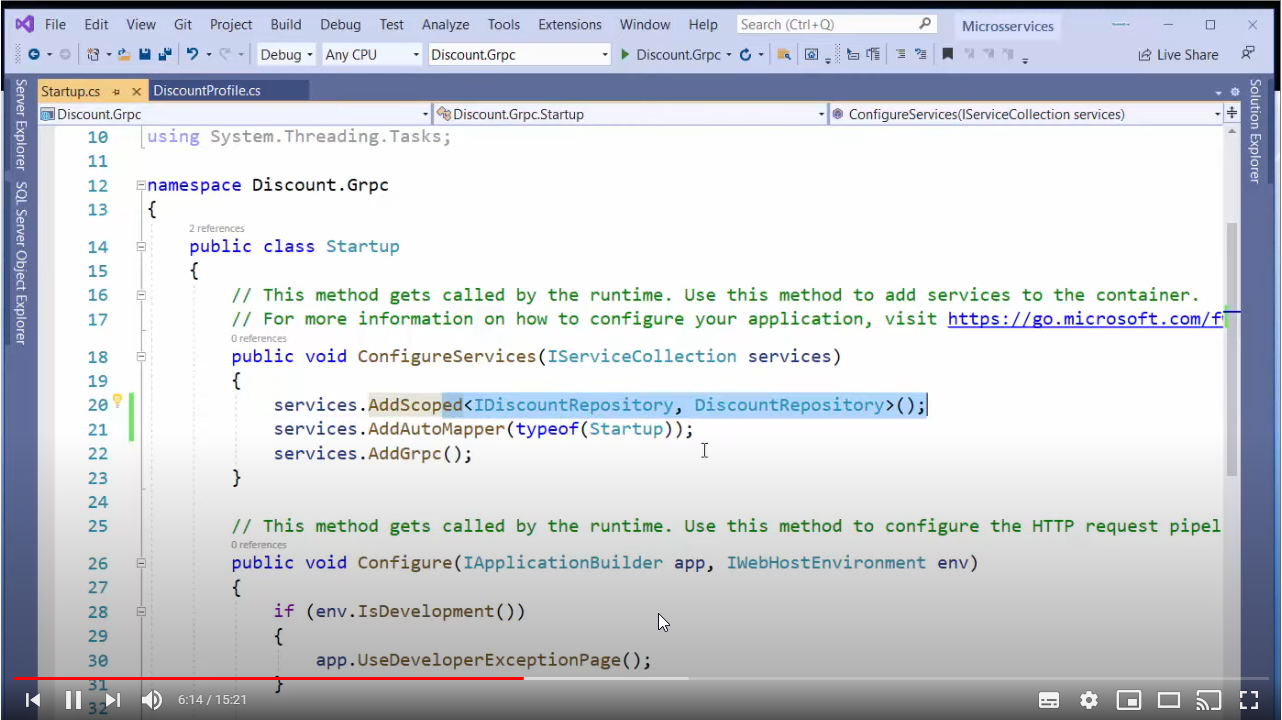 File Edit View Git Project Build Debug Test Analyze Tools Extensions Window Help Search (Ctrl+Q) Microsservices
Debug Any CPU Discount.Grpc Discount.Grpc Live Share
Startup.cs DiscountProfile.cs
Discount.Grpc Discount.Grpc.Startup ConfigureServices(IServiceCollection services)
Server Explorer
SQL Server Object Explorer
Solution Explorer
10 using System.Threading.Tasks;
11
12 namespace Discount.Grpc
13 {
2 references
14 public class Startup
15 {
16 // This method gets called by the runtime. Use this method to add services to the container.
17 // For more information on how to configure your application, visit https://go.microsoft.com/f
0 references
18 public void ConfigureServices(IServiceCollection services)
19 {
20 services.AddScoped<IDiscountRepository, DiscountRepository>();
21 services.AddAutoMapper(typeof(Startup));
22 services.AddGrpc();
23 }
24
25 // This method gets called by the runtime. Use this method to configure the HTTP request pipel
0 references
26 public void Configure(IApplicationBuilder app, IWebHostEnvironment env)
27 {
28 if (env.IsDevelopment())
29 {
30 app.UseDeveloperExceptionPage();
31 }
32
6:14 / 15:21